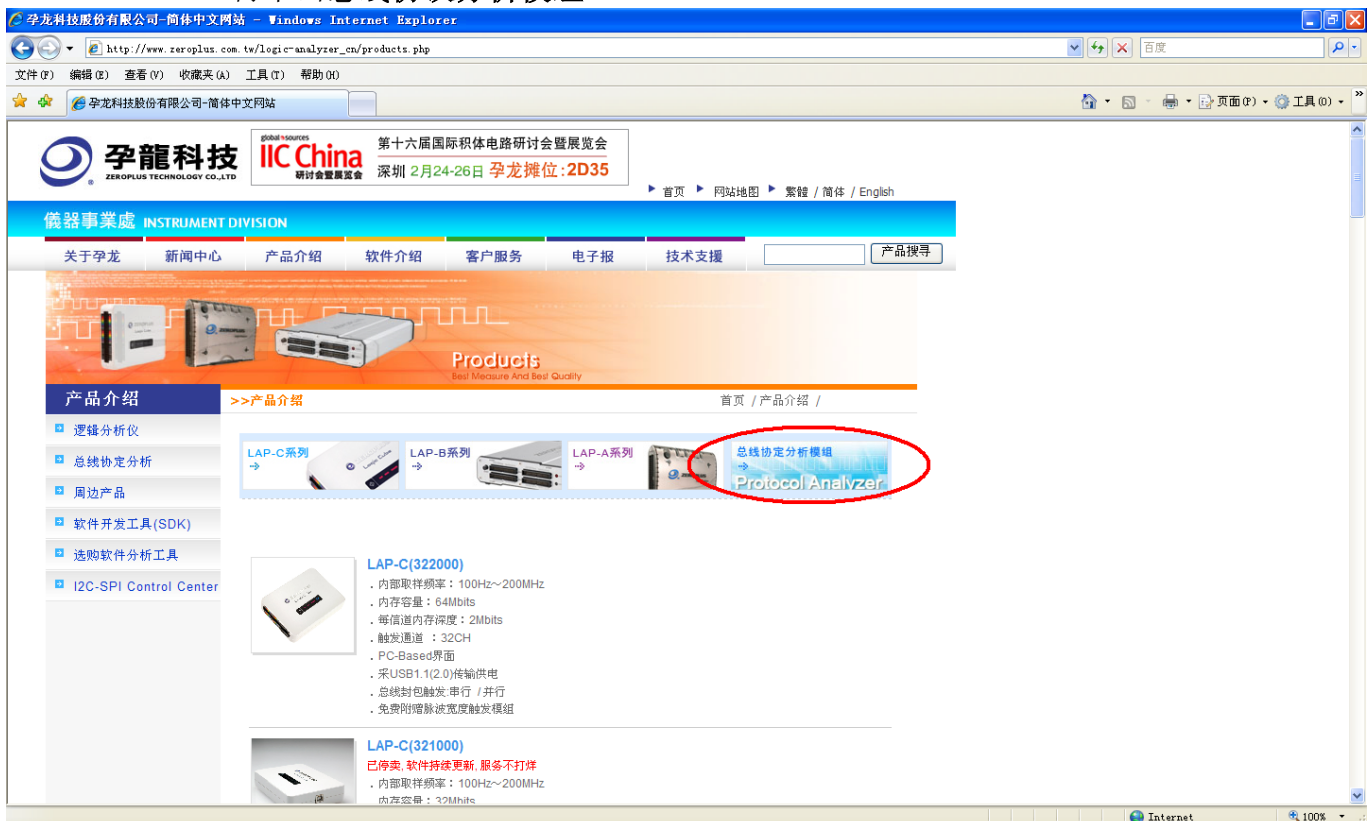 孕龙科技股份有限公司-简体中文网站 - Windows Internet Explorer
http://www.zeroplus.com.tw/logic-analyzer_cn/products.php
百度
文件(F) 编辑(E) 查看(V) 收藏夹(A) 工具(T) 帮助(H)
孕龙科技股份有限公司-简体中文网站
页面(P) 工具(O)
孕龍科技
ZEROPLUS TECHNOLOGY CO.,LTD
global sources
IIC China
研讨会暨展览会
第十六届国际积体电路研讨会暨展览会
深圳 2月24-26日 孕龙摊位:2D35
首页 网站地图 繁體 / 简体 / English
儀器事業處 INSTRUMENT DIVISION
关于孕龙 新闻中心 产品介绍 软件介绍 客户服务 电子报 技术支援 产品搜寻
Products
Best Measure And Best Quality
产品介绍
>>产品介绍
首页 / 产品介绍 /
逻辑分析仪
总线协定分析
周边产品
软件开发工具(SDK)
选购软件分析工具
I2C-SPI Control Center
LAP-C系列
LAP-B系列
LAP-A系列
总线协定分析模组
Protocol Analyzer
LAP-C(322000)
．内部取样频率：100Hz～200MHz
．内存容量：64Mbits
．每信道内存深度：2Mbits
．触发通道 ：32CH
．PC-Based界面
．采USB1.1(2.0)传输供电
．总线封包触发:串行 / 并行
．免费附赠脉波宽度触发模组
LAP-C(321000)
已停卖, 软件持续更新, 服务不打烊
．内部取样频率：100Hz～200MHz
．内存容量：32Mbits
Internet
100%